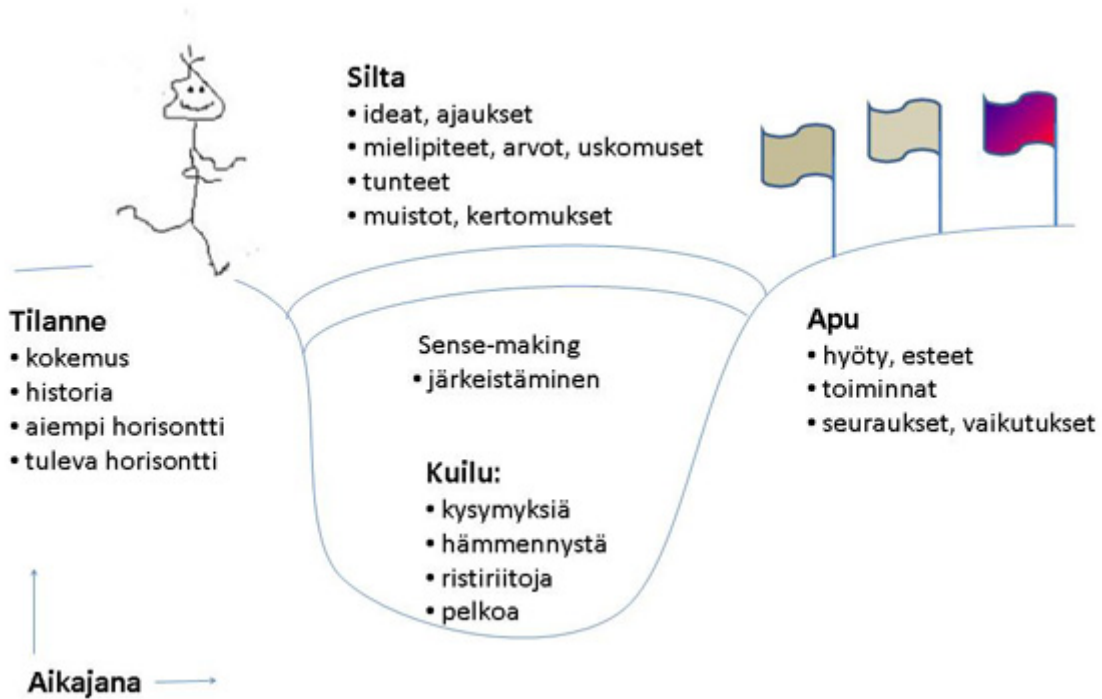 Silta
• ideat, ajaukset
• mielipiteet, arvot, uskomuset
• tunteet
• muistot, kertomukset
Tilanne
• kokemus
• historia
• aiempi horisontti
• tuleva horisontti
Sense-making
• järkeistäminen
Kuilu:
• kysymyksiä
• hämmennystä
• ristiriitoja
• pelkoa
Apu
• hyöty, esteet
• toiminnat
• seuraukset, vaikutukset
Aikajana